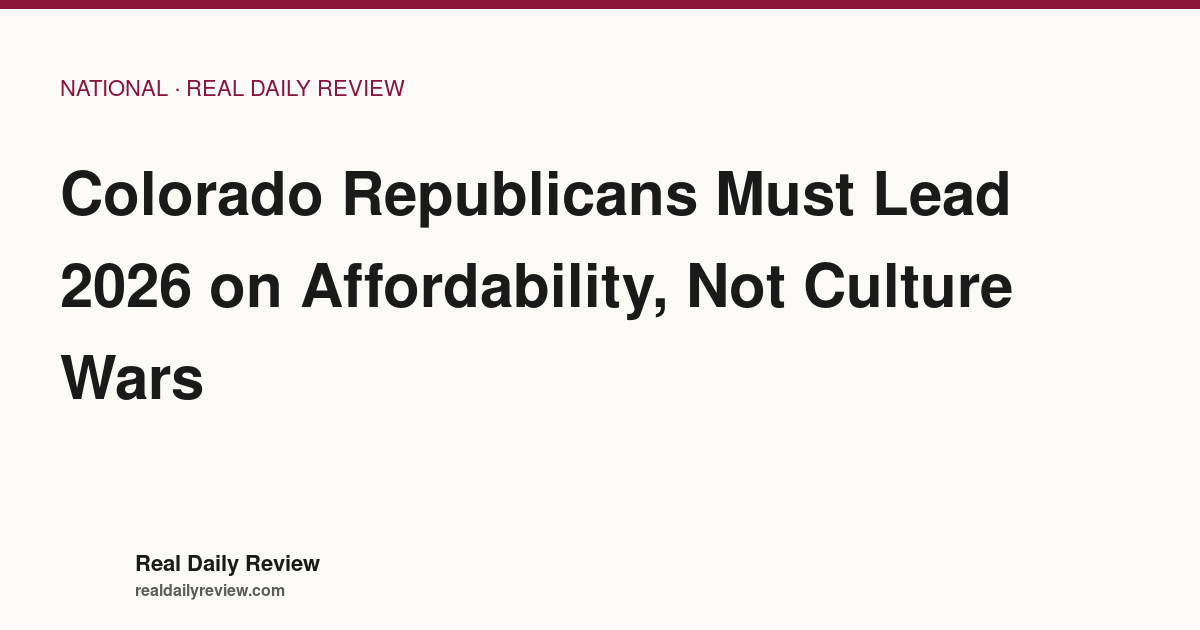 NATIONAL · REAL DAILY REVIEW
Colorado Republicans Must Lead
2026 on Affordability, Not Culture
Wars
Real Daily Review
realdailyreview.com